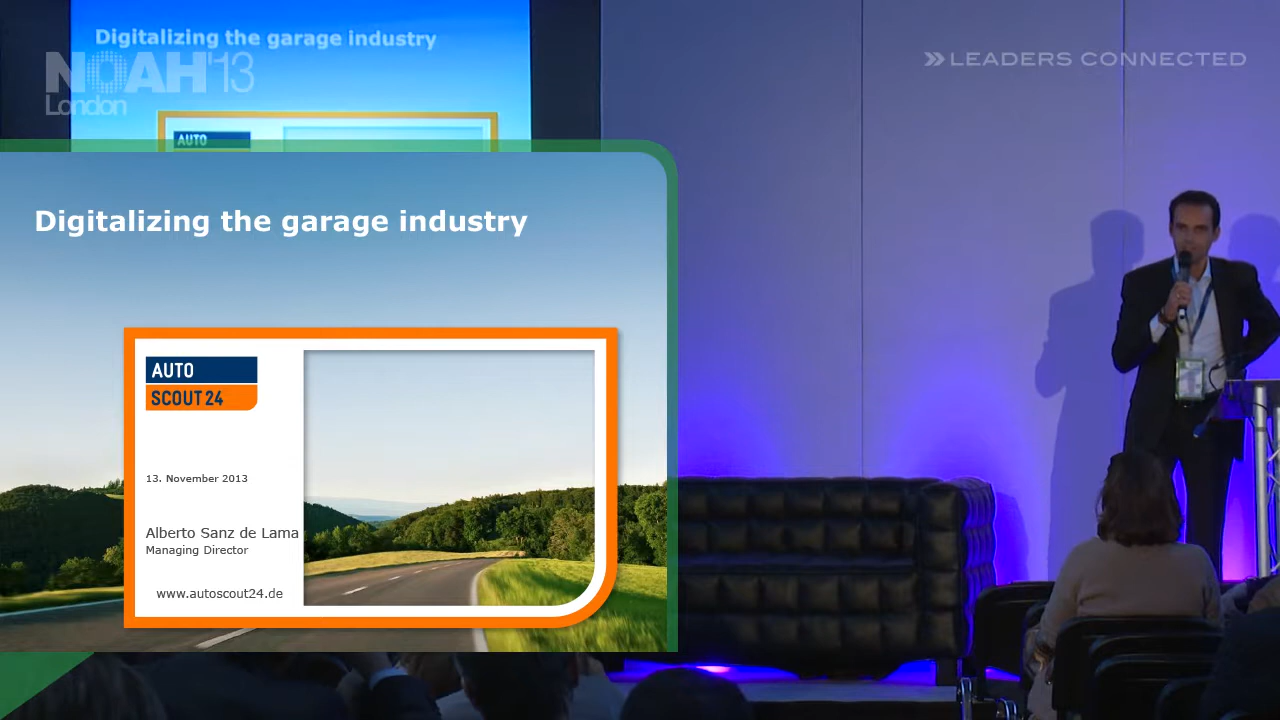 Digitalizing the garage industry
NOAH'13
London
LEADERS CONNECTED
AUTO
Digitalizing the garage industry
AUTO
SCOUT 24
13. November 2013
Alberto Sanz de Lama
Managing Director
www.autoscout24.de